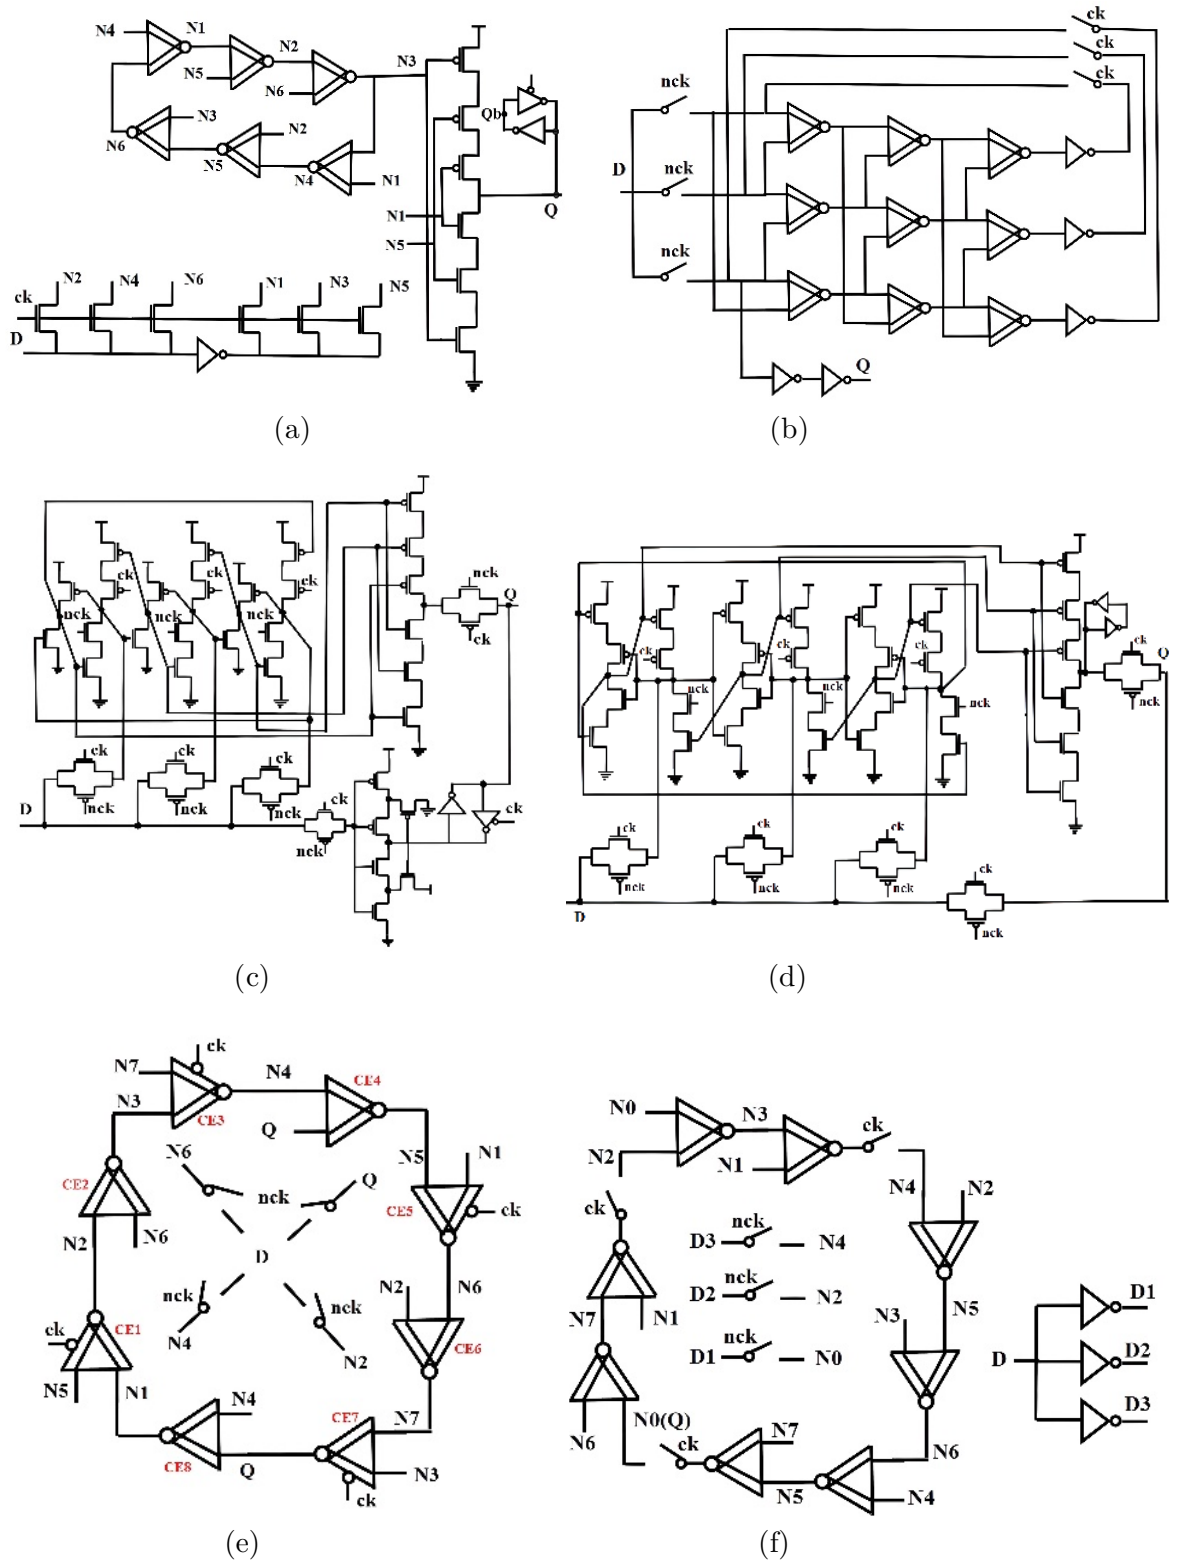 N4 N1
N2
N5
N6
N3
N3
N2
N6
N5
N4
N1
Qb
N1
Q
N5
N2 N4 N6 N1 N3 N5
ck
D
(a)
ck
ck
ck
nck
D
nck
nck
Q
(b)
ck ck ck
nck nck nck
nck
Q
ck
ck ck ck
nck nck nck
D
ck
nck
ck
(c)
ck ck ck
nck nck nck
ck
Q
nck
ck ck ck
nck nck nck
D
ck
nck
(d)
ck
N7
N4
CE4
N3
CE3
Q
N6
N5
N1
CE2
nck
Q
CE5
ck
N2
N6
D
N2
N6
nck
nck
ck
CE1
N4
N2
CE6
N5
N1
N4
CE7
N7
CE8
Q
N3
ck
(e)
N0
N3
ck
N2
N1
N4
N2
ck
D3 nck N4
D2 nck N2
D1 nck N0
N7
N1
N5
N3
D
D1
D2
D3
N0(Q)
N6
ck
N7
N6
N5
N4
(f)